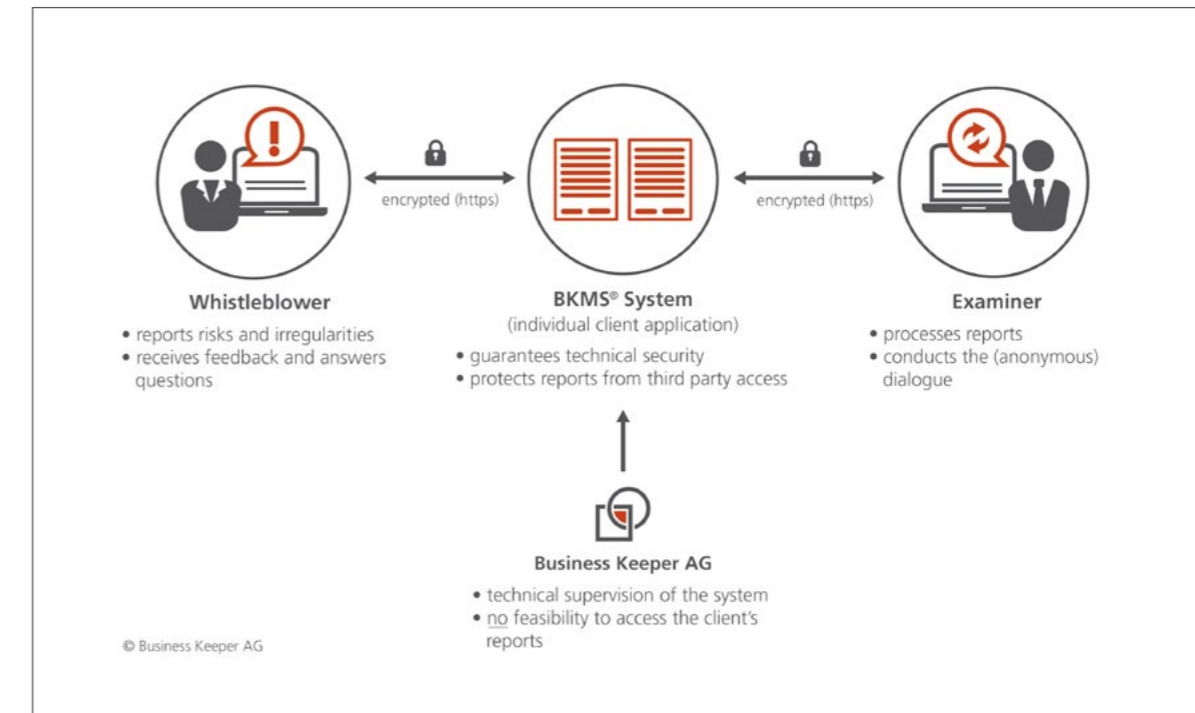 encrypted (https)
encrypted (https)
Whistleblower
• reports risks and irregularities
• receives feedback and answers
questions
BKMS® System
(individual client application)
• guarantees technical security
• protects reports from third party access
Examiner
• processes reports
• conducts the (anonymous)
dialogue
Business Keeper AG
• technical supervision of the system
• no feasibility to access the client's
reports
© Business Keeper AG